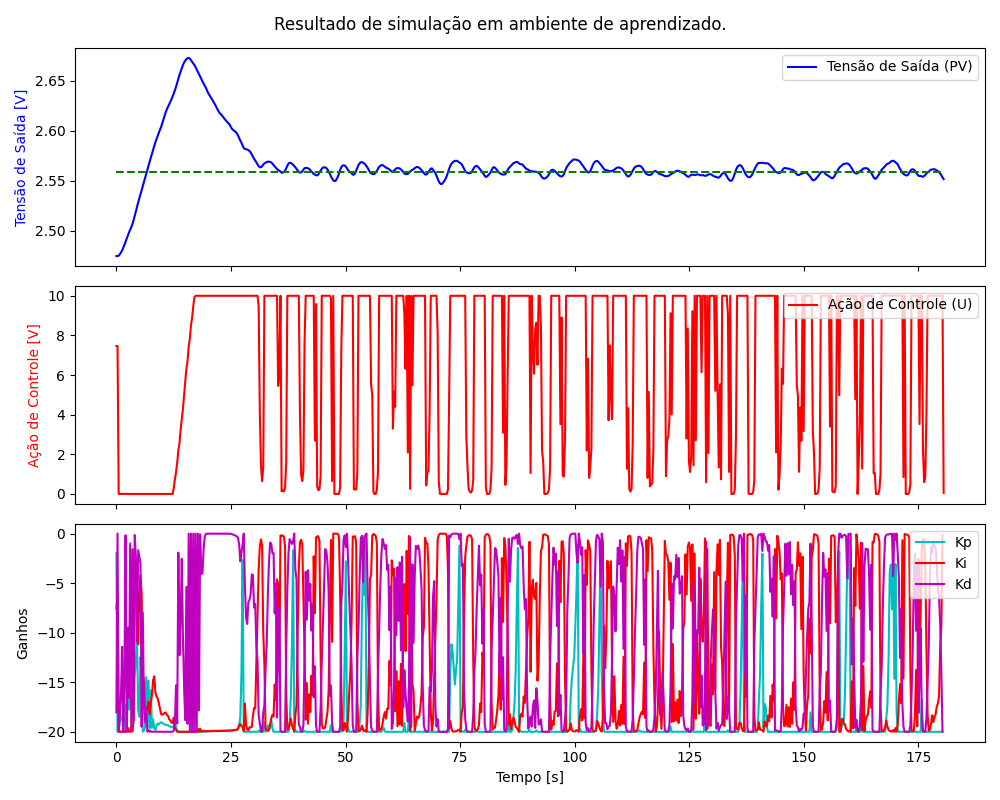 Resultado de simulação em ambiente de aprendizado.
Tensão de Saída [V]
2.65
2.60
2.55
2.50
Tensão de Saída (PV)
Ação de Controle [V]
10
8
6
4
2
0
Ação de Controle (U)
Ganhos
0
−5
−10
−15
−20
Kp
Ki
Kd
0 25 50 75 100 125 150 175
Tempo [s]